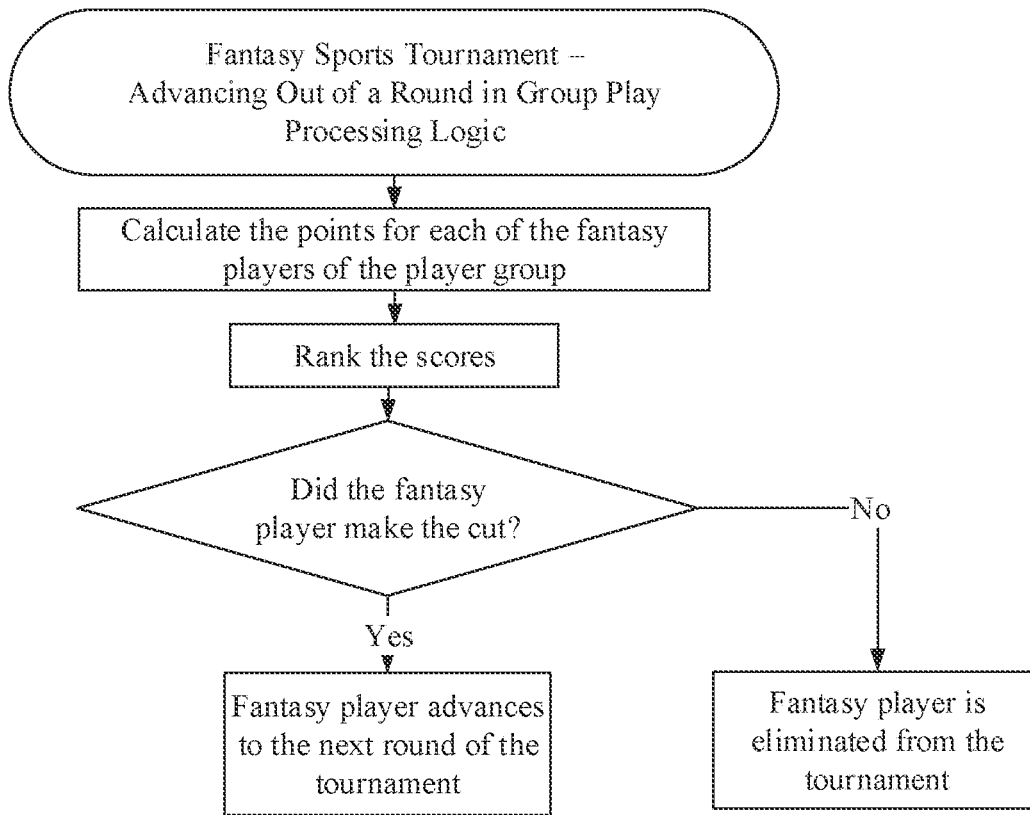 Fantasy Sports Tournament –
Advancing Out of a Round in Group Play
Processing Logic
Calculate the points for each of the fantasy
players of the player group
Rank the scores
Did the fantasy
player make the cut?
No
Yes
Fantasy player advances
to the next round of the
tournament
Fantasy player is
eliminated from the
tournament